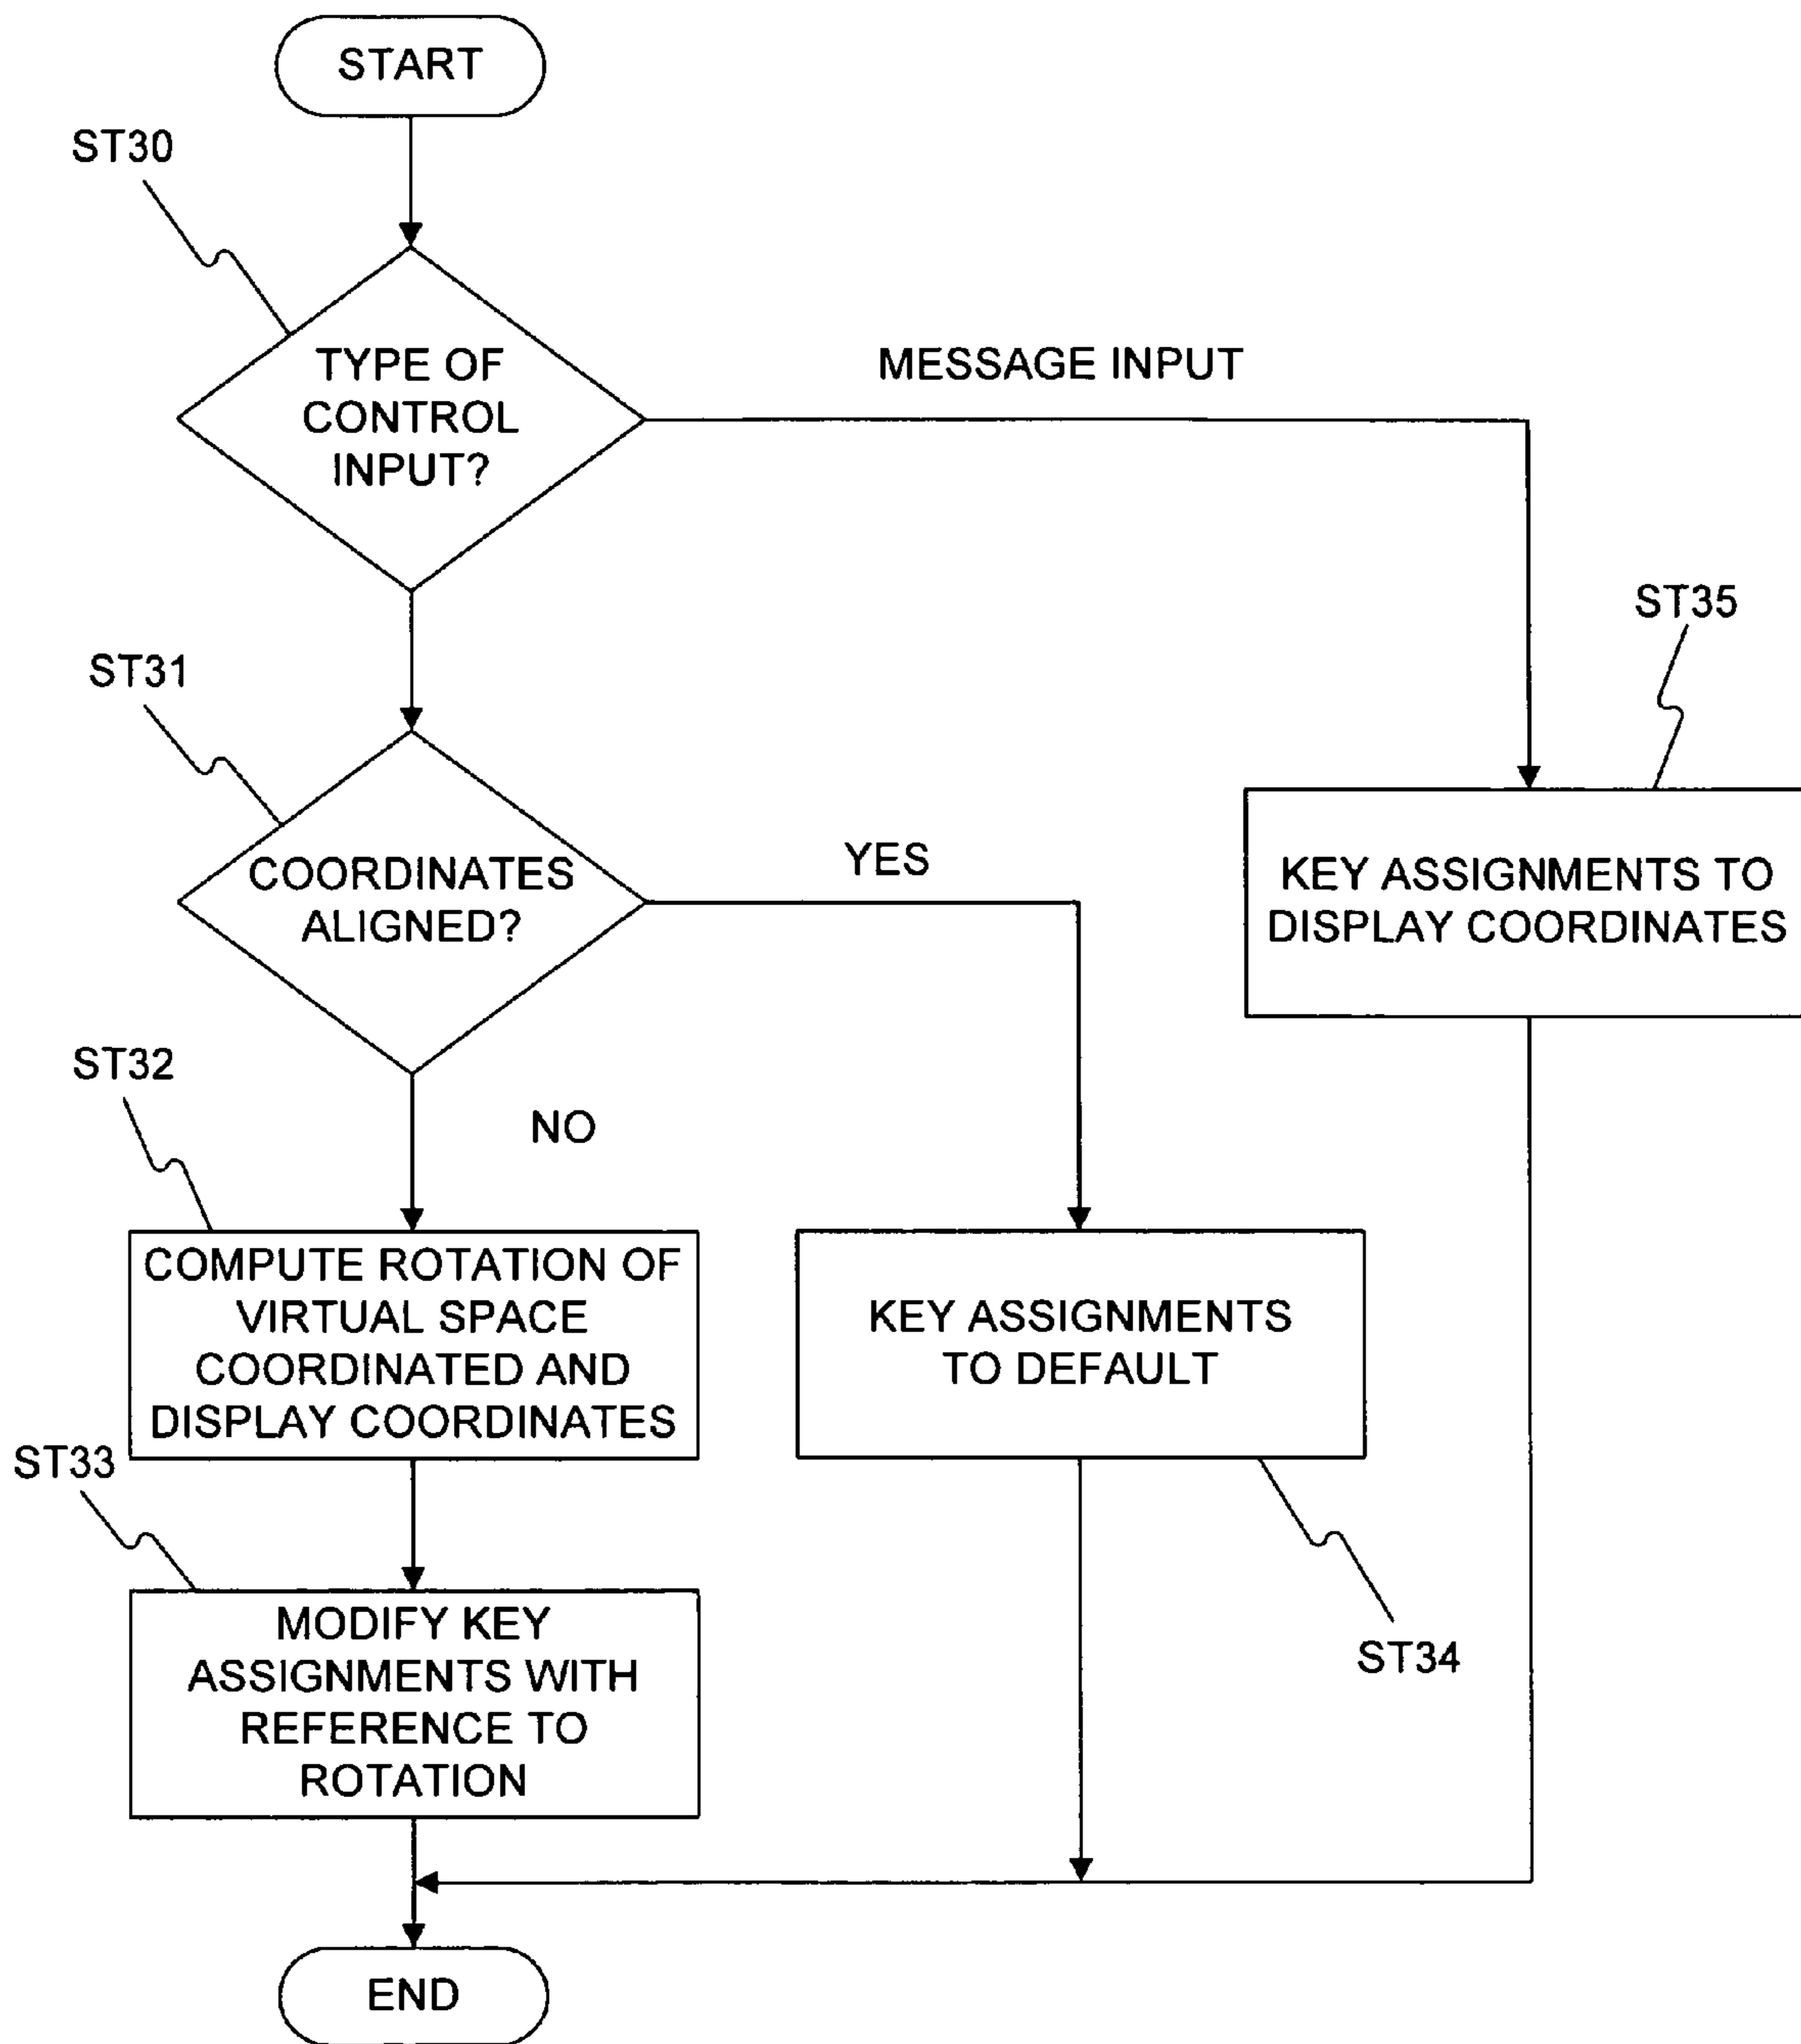 START
ST30
TYPE OF
CONTROL
INPUT?
MESSAGE INPUT
ST35
ST31
COORDINATES
ALIGNED?
YES
KEY ASSIGNMENTS TO
DISPLAY COORDINATES
ST32
NO
COMPUTE ROTATION OF
VIRTUAL SPACE
COORDINATED AND
DISPLAY COORDINATES
KEY ASSIGNMENTS
TO DEFAULT
ST33
MODIFY KEY
ASSIGNMENTS WITH
REFERENCE TO
ROTATION
ST34
END